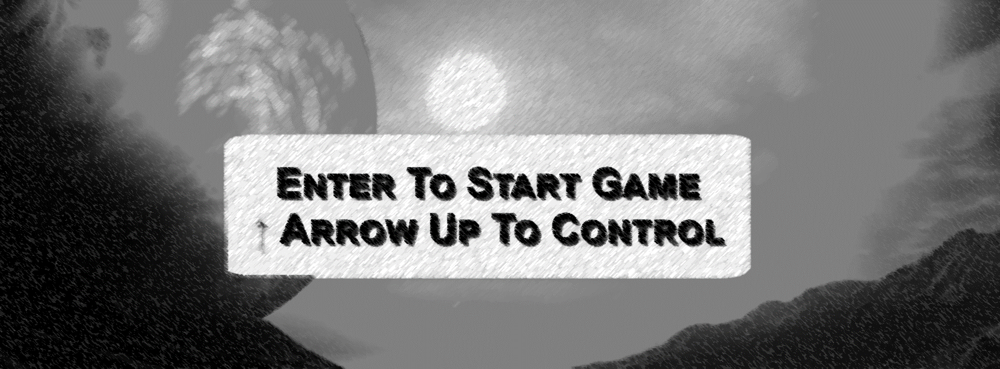 Enter To Start Game
↑ Arrow Up To Control